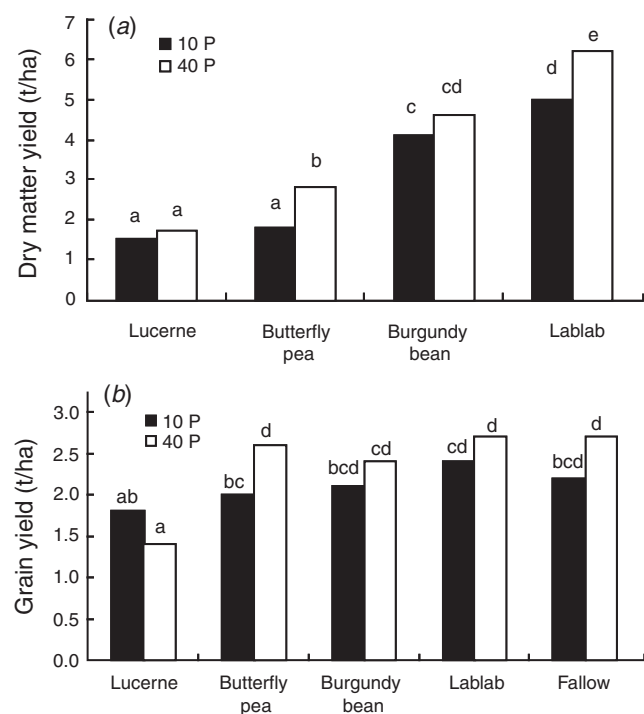 (a)
10 P
40 P
Dry matter yield (t/ha)
7
6
5
4
3
2
1
0
a
a
a
b
c
cd
d
e
Lucerne
Butterfly
pea
Burgundy
bean
Lablab
(b)
10 P
40 P
Grain yield (t/ha)
3.0
2.5
2.0
1.5
1.0
0.5
0.0
ab
a
bc
d
bcd
cd
cd
d
bcd
d
Lucerne
Butterfly
pea
Burgundy
bean
Lablab
Fallow